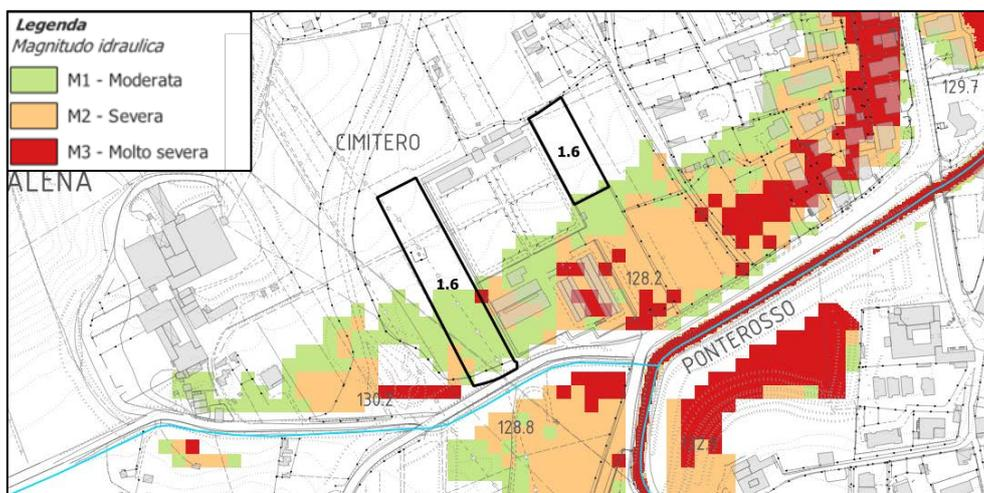 Legenda
Magnitudo idraulica
M1 - Moderata
M2 - Severa
M3 - Molto severa
ALENA
CIMITERO
129.7
1.6
1.6
128.2
PONTEROSSO
130.2
128.8